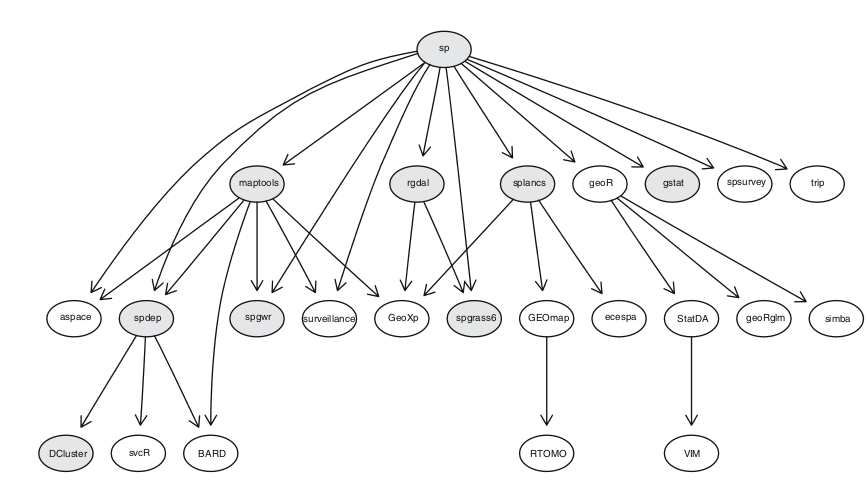 sp
maptools
rgdal
splancs
geoR
gstat
spsurvey
trip
aspace
spdep
spgwr
surveillance
GeoXp
spgrass6
GEOmap
ecespa
StatDA
geoRglm
simba
DCluster
svcR
BARD
RTOMO
VIM